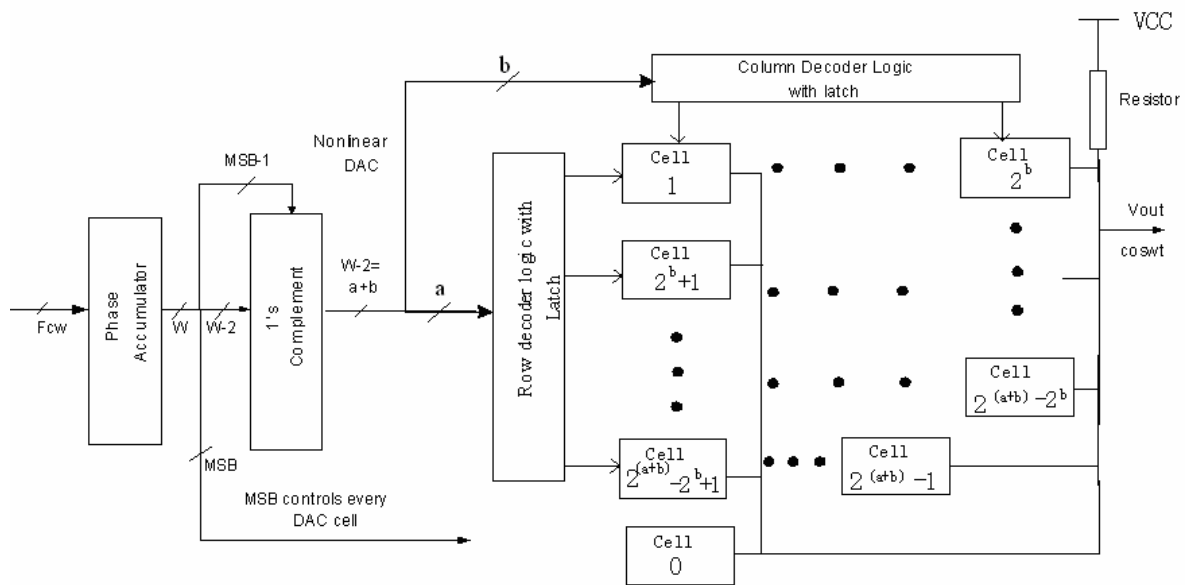 VCC
Resistor
Vout
coswt
b
Column Decoder Logic
with latch
Nonlinear
DAC
MSB-1
Fcw
Phase
Accumulator
W
W-2
1's
Complement
W-2=
a+b
a
Row decoder logic with
Latch
MSB
MSB controls every
DAC cell
Cell
1
Cell
2^b
Cell
2^b+1
Cell
2^(a+b)-2^b
Cell
2^(a+b)-2^b+1
Cell
2^(a+b)-1
Cell
0